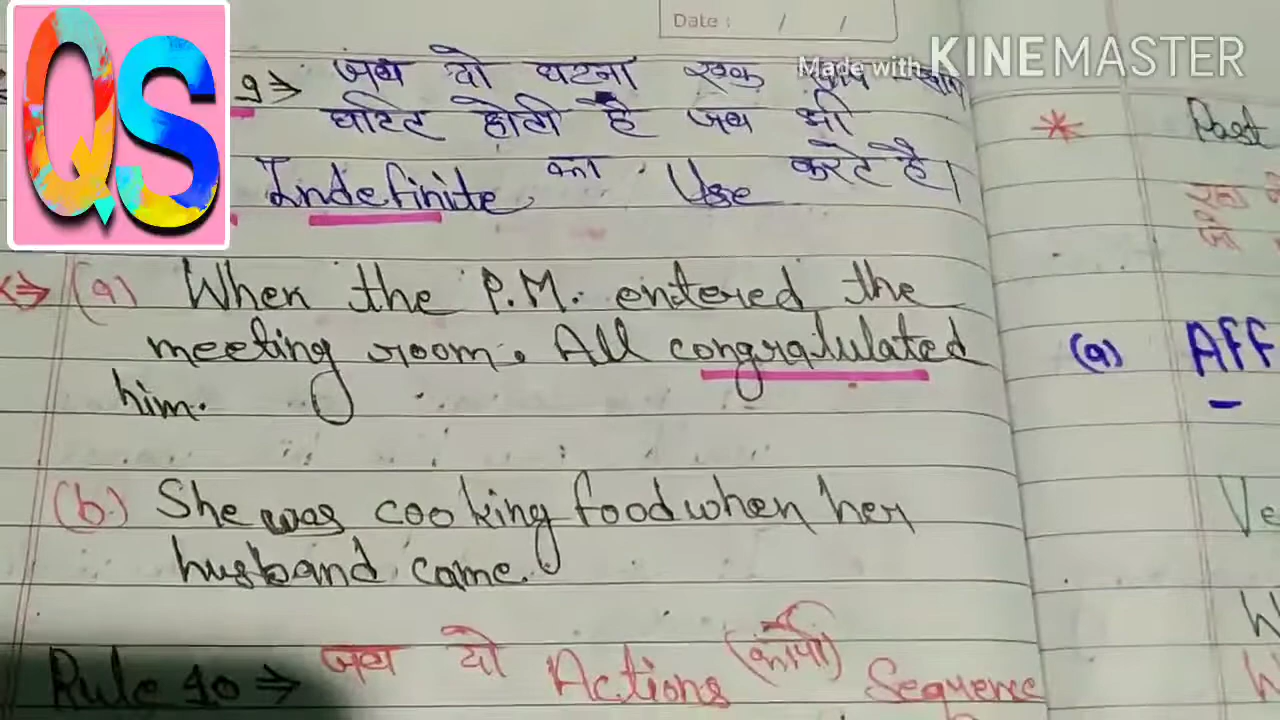 QS
Date : / /
Made with KINEMASTER
9⇒ जब दो घटना एक साथ
घटित होती है जब भी
Indefinite का Use करते है।
(a) When the P.M. entered the
meeting room. All congratulated
him.
(b) She was cooking food when her
husband came.
Rule 10 ⇒ जब दो Actions (कार्यो) Sequence
* Past
(a) Aff
Ve